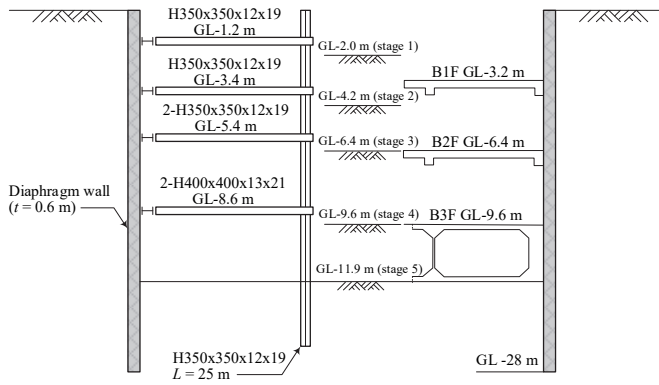 H350x350x12x19
GL-1.2 m
GL-2.0 m (stage 1)
H350x350x12x19
GL-3.4 m
B1F GL-3.2 m
GL-4.2 m (stage 2)
2-H350x350x12x19
GL-5.4 m
GL-6.4 m (stage 3)
B2F GL-6.4 m
2-H400x400x13x21
GL-8.6 m
Diaphragm wall
(t = 0.6 m)
GL-9.6 m (stage 4)
B3F GL-9.6 m
GL-11.9 m (stage 5)
H350x350x12x19
L = 25 m
GL -28 m